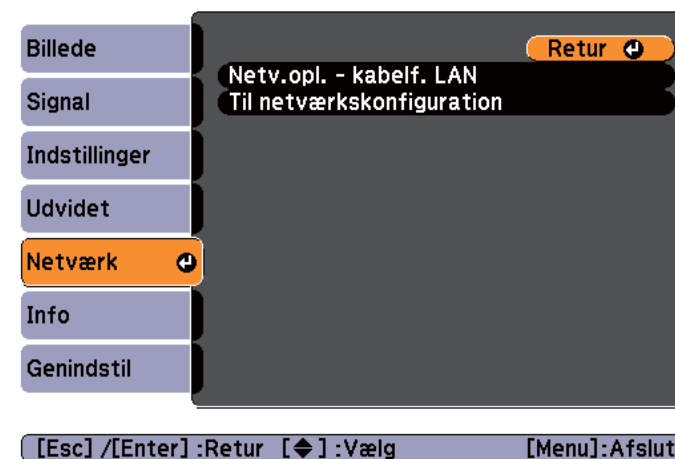 Billede
Signal
Indstillinger
Udvidet
Netværk
Info
Genindstil
Retur
Netv.opl. - kabelf. LAN
Til netværkskonfiguration
[Esc] /[Enter] :Retur [◆] :Vælg [Menu]:Afslut